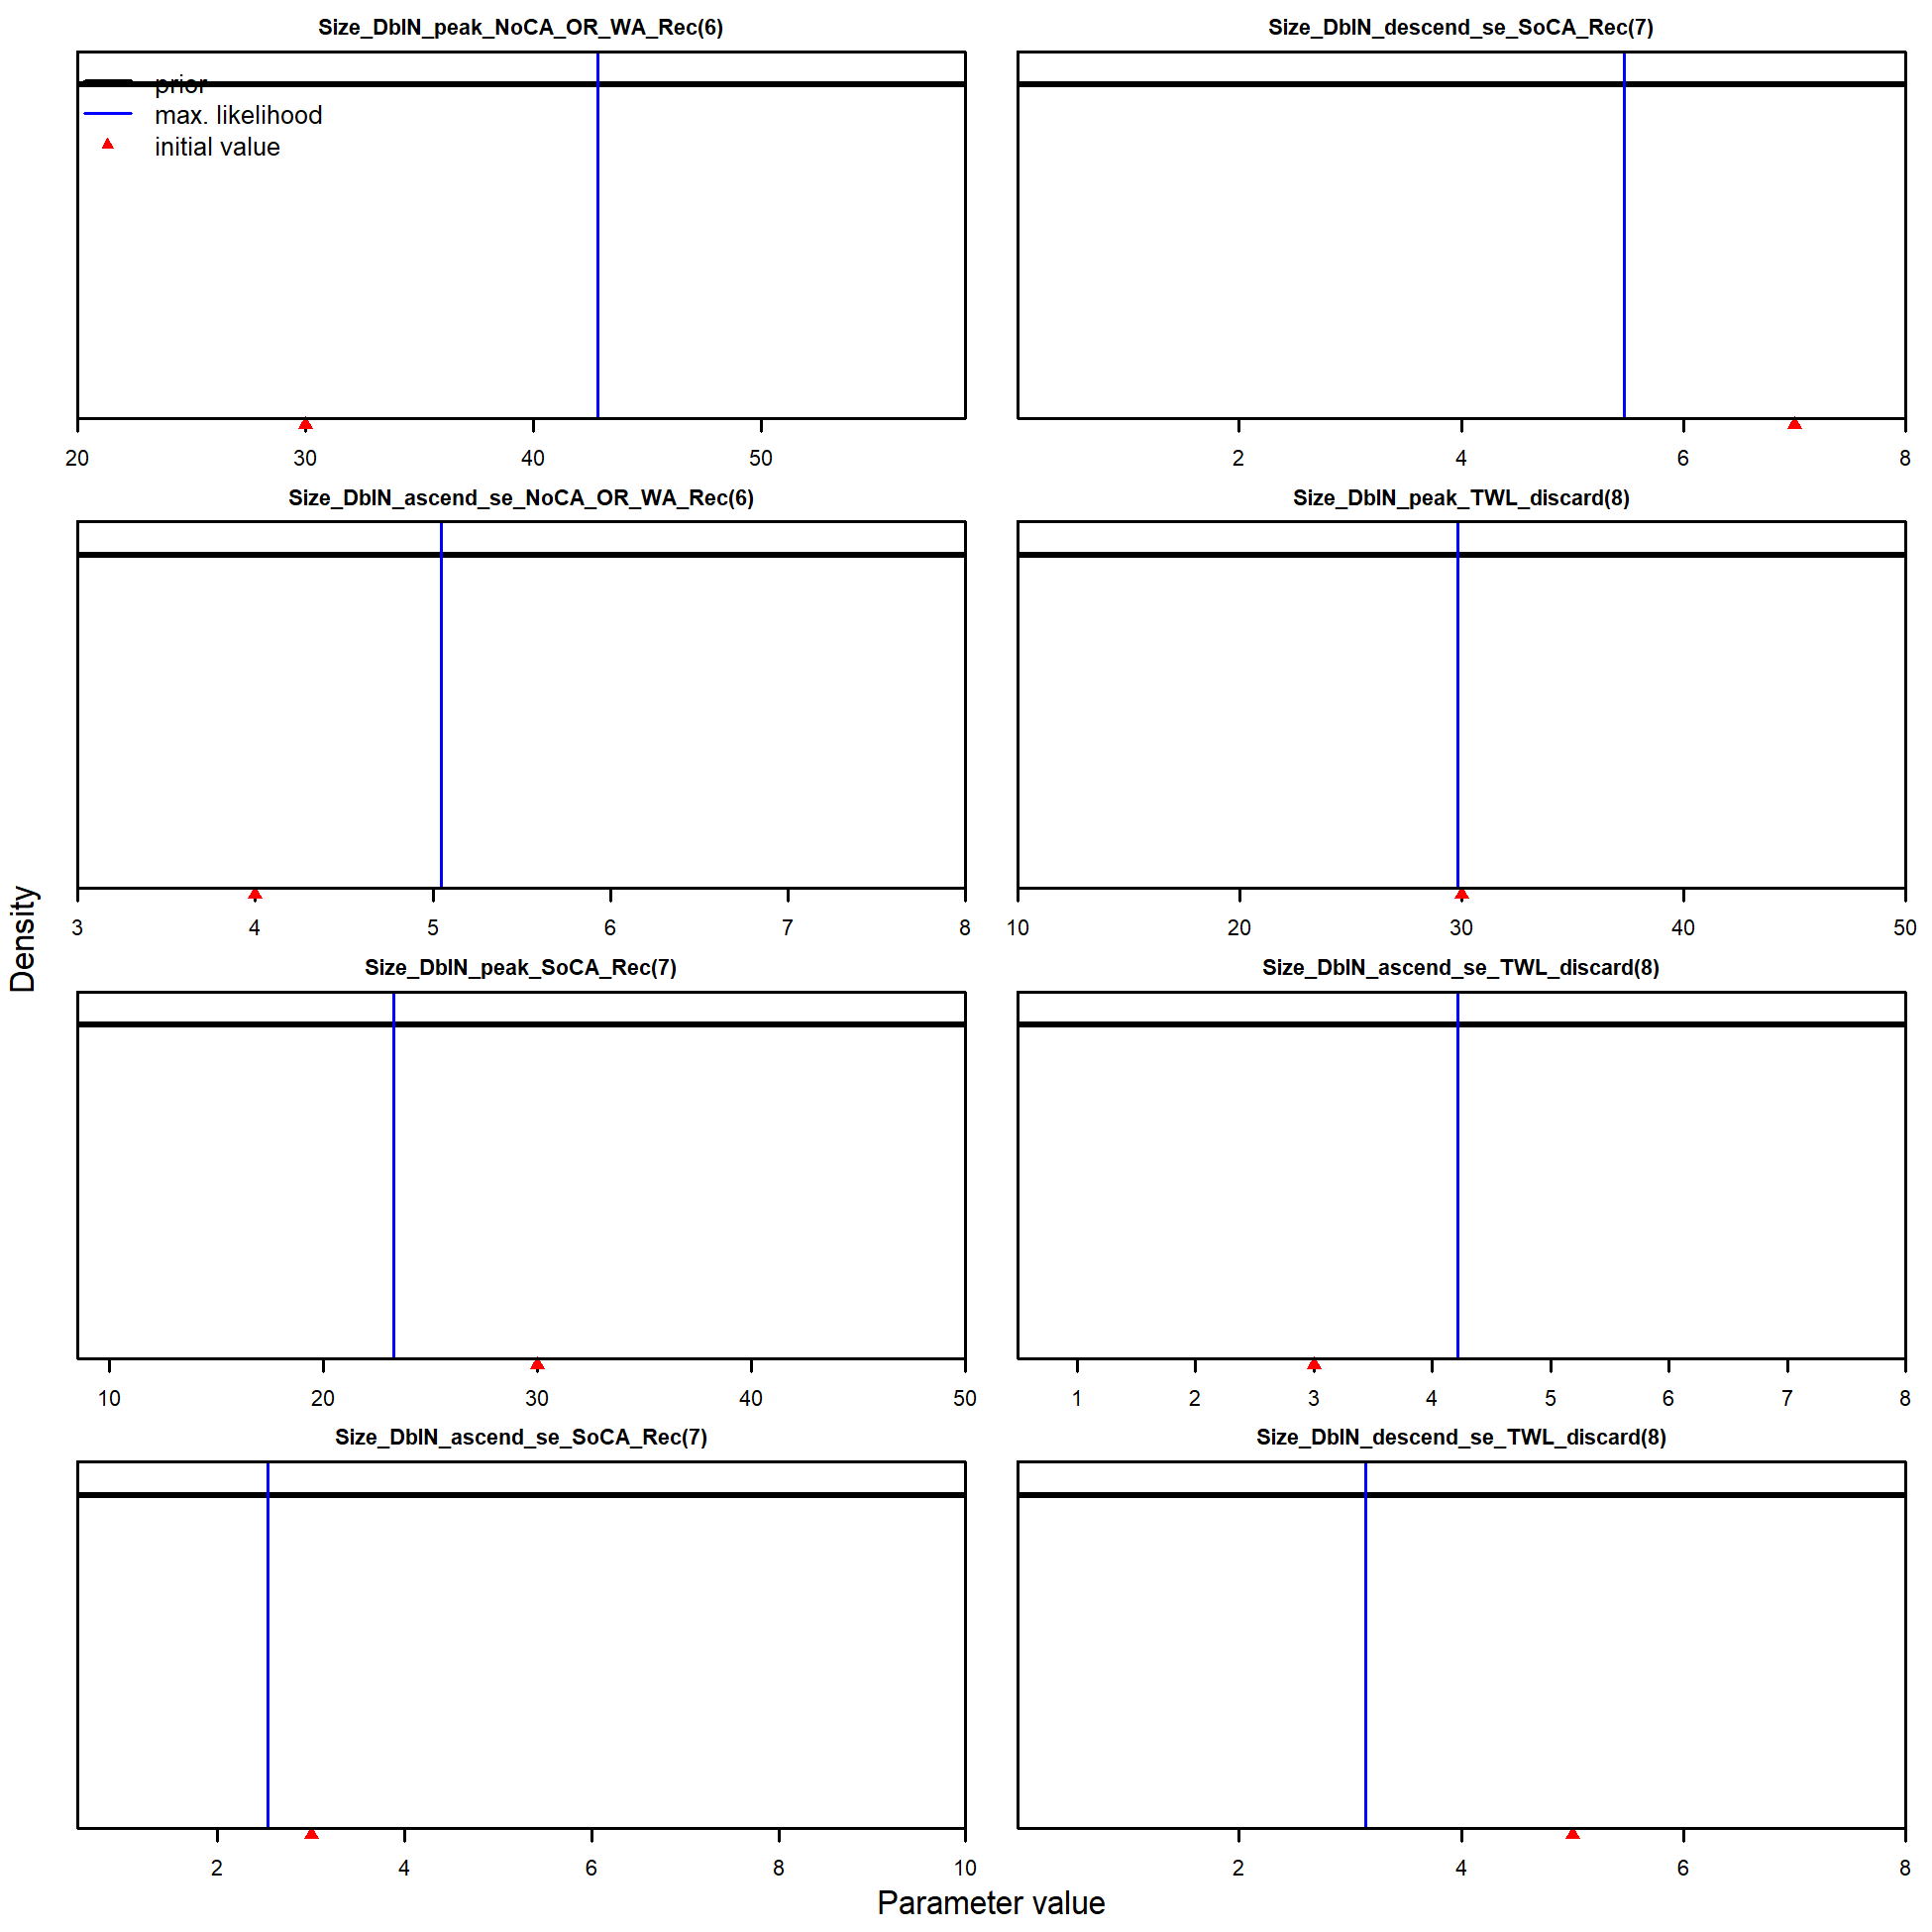 Size_DblN_peak_NoCA_OR_WA_Rec(6)
prior
max. likelihood
initial value
20 30 40 50
Size_DblN_descend_se_SoCA_Rec(7)
2 4 6 8
Size_DblN_ascend_se_NoCA_OR_WA_Rec(6)
3 4 5 6 7 8
Size_DblN_peak_TWL_discard(8)
10 20 30 40 50
Size_DblN_peak_SoCA_Rec(7)
10 20 30 40 50
Size_DblN_ascend_se_TWL_discard(8)
1 2 3 4 5 6 7 8
Size_DblN_ascend_se_SoCA_Rec(7)
2 4 6 8 10
Size_DblN_descend_se_TWL_discard(8)
2 4 6 8
Density
Parameter value